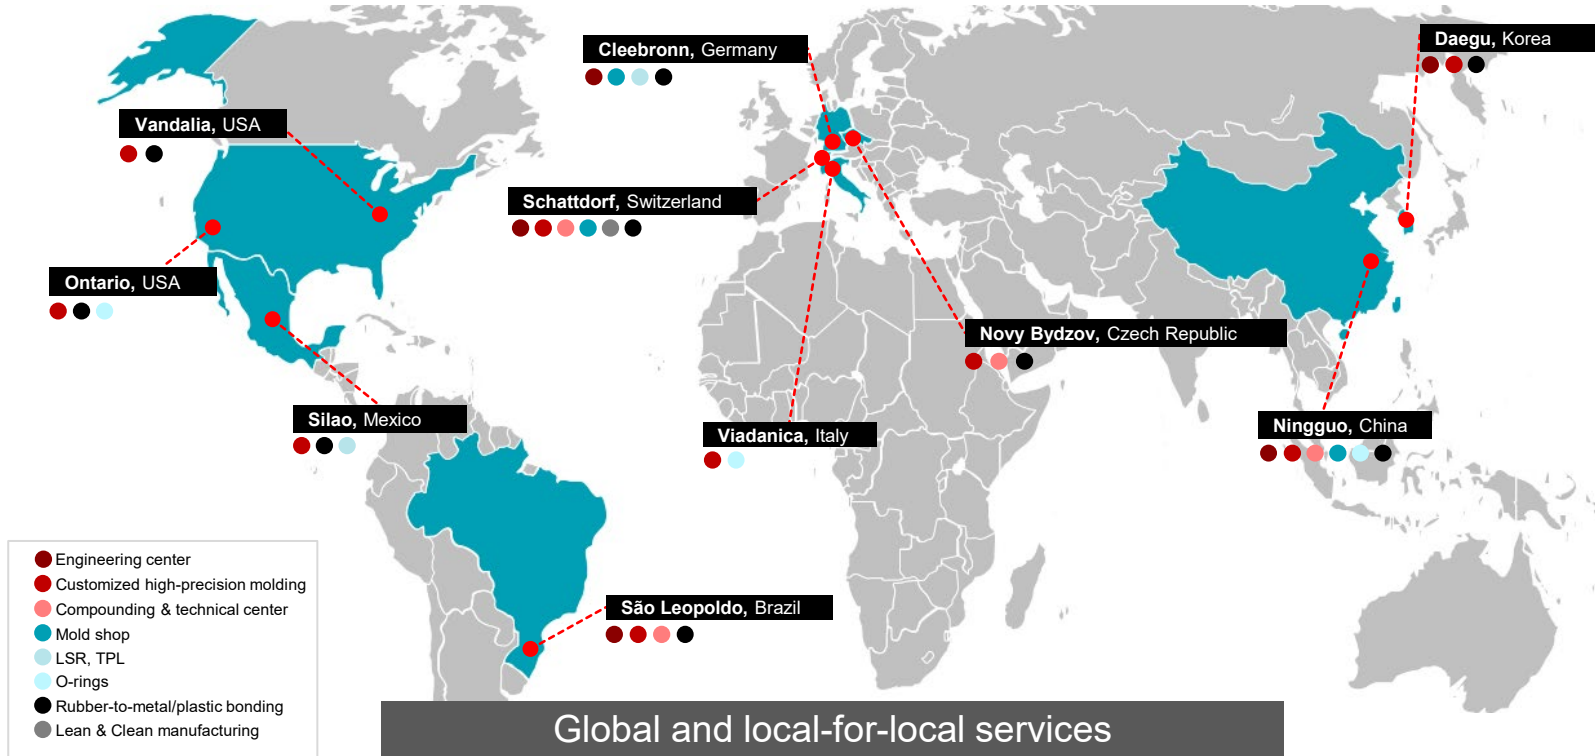 Cleebronn, Germany
Daegu, Korea
Vandalia, USA
Schattdorf, Switzerland
Ontario, USA
Novy Bydzov, Czech Republic
Silao, Mexico
Viadanica, Italy
Ningguo, China
São Leopoldo, Brazil
Engineering center
Customized high-precision molding
Compounding & technical center
Mold shop
LSR, TPL
O-rings
Rubber-to-metal/plastic bonding
Lean & Clean manufacturing
Global and local-for-local services